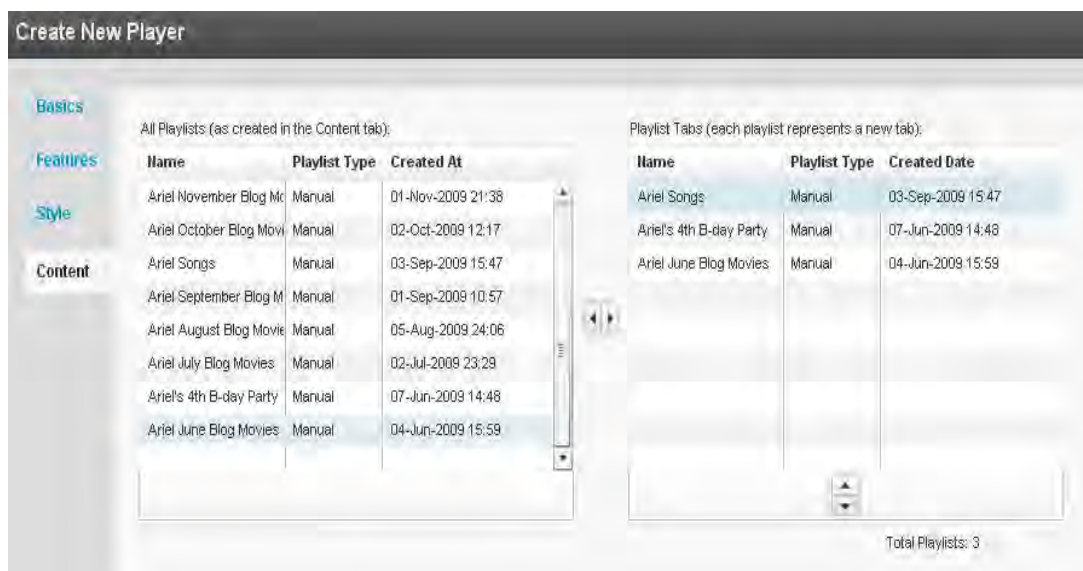 Create New Player
Basics
Features
Style
Content
All Playlists (as created in the Content tab):
Name Playlist Type Created At
Ariel November Blog Mo Manual 01-Nov-2009 21:38
Ariel October Blog Movi Manual 02-Oct-2009 12:17
Ariel Songs Manual 03-Sep-2009 15:47
Ariel September Blog M Manual 01-Sep-2009 10:57
Ariel August Blog Movie Manual 05-Aug-2009 24:06
Ariel July Blog Movies Manual 02-Jul-2009 23:29
Ariel's 4th B-day Party Manual 07-Jun-2009 14:48
Ariel June Blog Movies Manual 04-Jun-2009 15:59
Playlist Tabs (each playlist represents a new tab):
Name Playlist Type Created Date
Ariel Songs Manual 03-Sep-2009 15:47
Ariel's 4th B-day Party Manual 07-Jun-2009 14:48
Ariel June Blog Movies Manual 04-Jun-2009 15:59
Total Playlists: 3